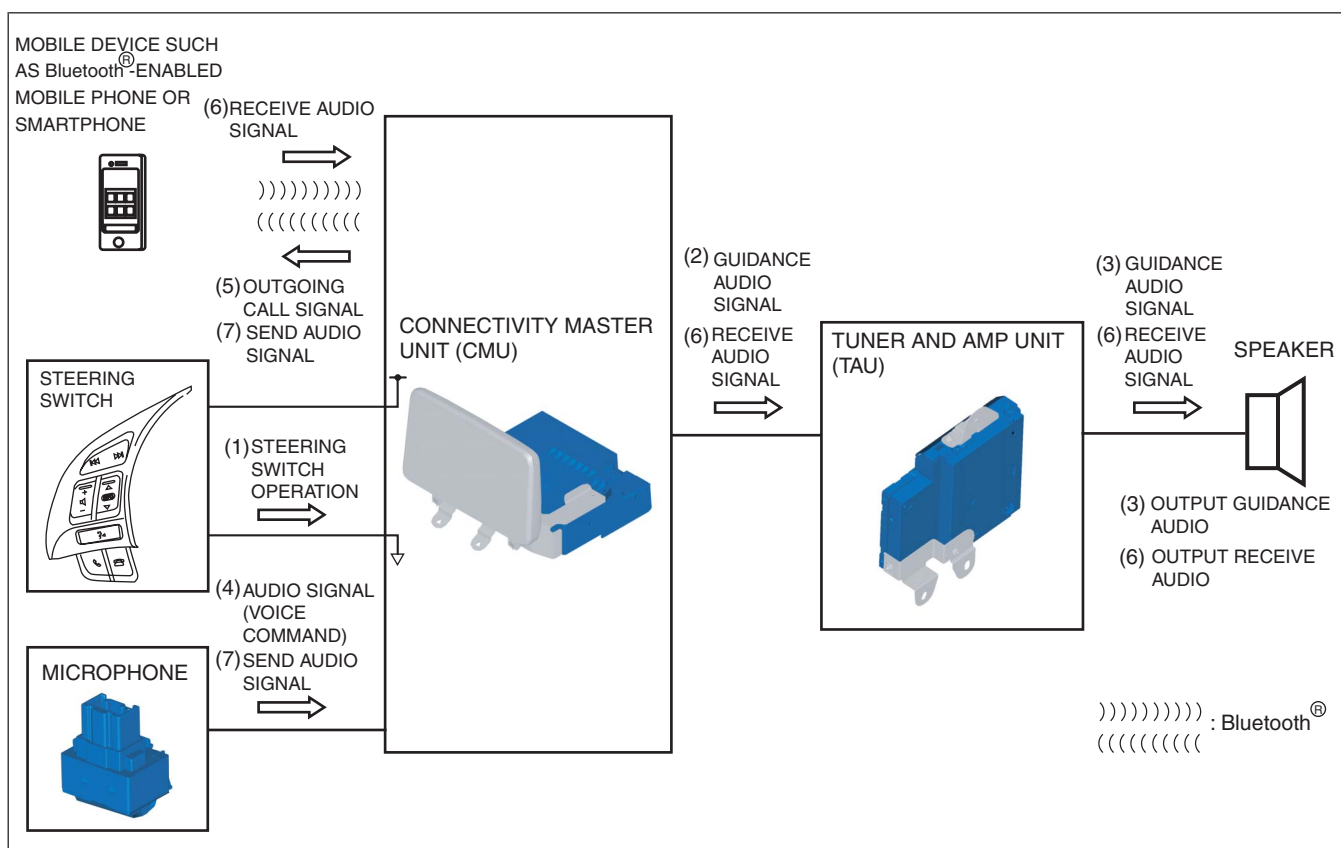 MOBILE DEVICE SUCH
AS Bluetooth®-ENABLED
MOBILE PHONE OR
SMARTPHONE
(6) RECEIVE AUDIO
SIGNAL
(5) OUTGOING
CALL SIGNAL
(7) SEND AUDIO
SIGNAL
STEERING
SWITCH
(1) STEERING
SWITCH
OPERATION
(4) AUDIO SIGNAL
(VOICE
COMMAND)
(7) SEND AUDIO
SIGNAL
MICROPHONE
CONNECTIVITY MASTER
UNIT (CMU)
(2) GUIDANCE
AUDIO
SIGNAL
(6) RECEIVE
AUDIO
SIGNAL
TUNER AND AMP UNIT
(TAU)
(3) GUIDANCE
AUDIO
SIGNAL
(6) RECEIVE
AUDIO
SIGNAL
SPEAKER
(3) OUTPUT GUIDANCE
AUDIO
(6) OUTPUT RECEIVE
AUDIO
: Bluetooth®